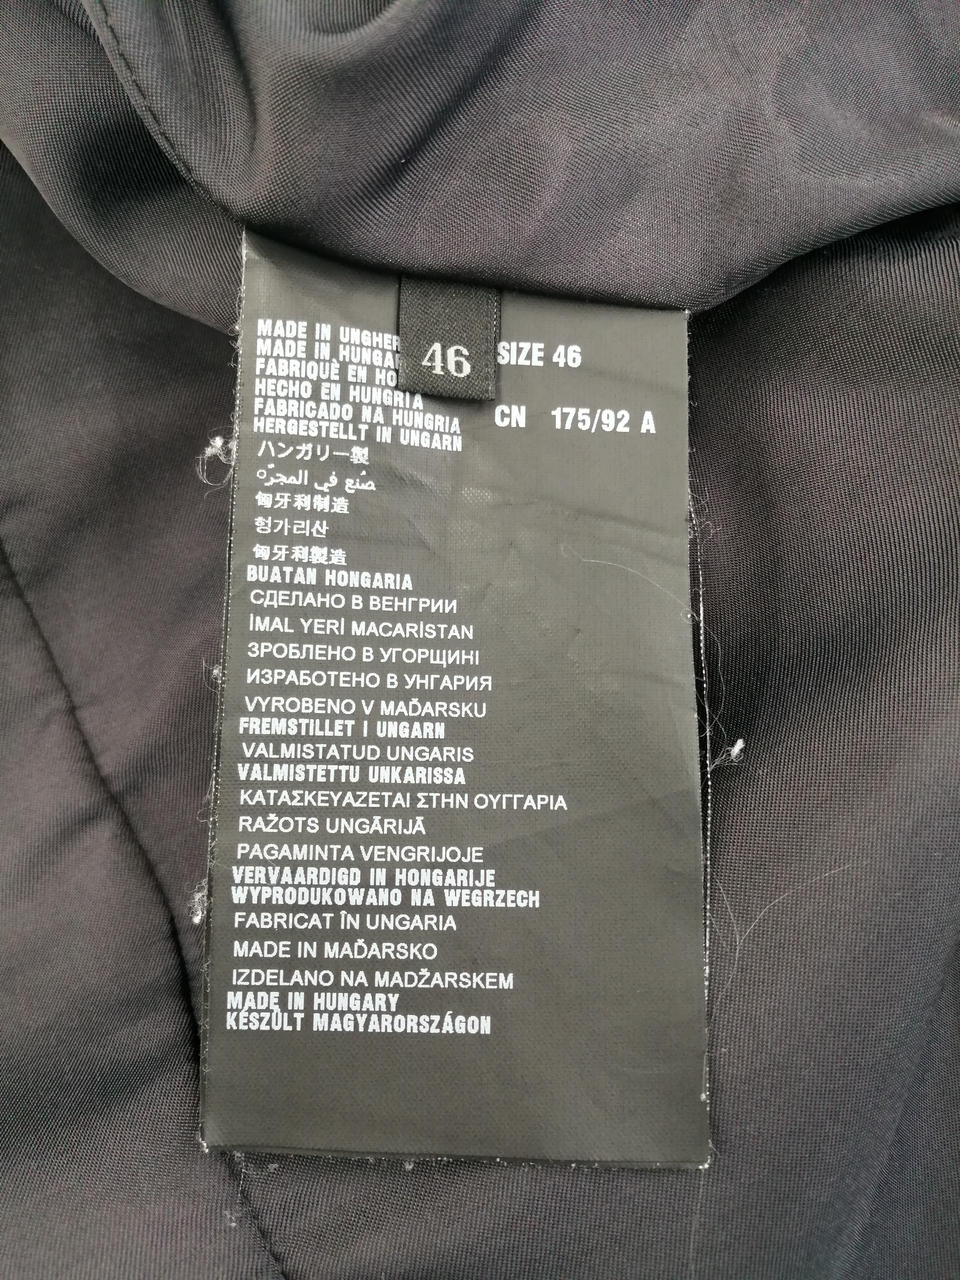 MADE IN UNGHER
MADE IN HUNGA
FABRIQUÈ EN HO
HECHO EN HUNGRIA
FABRICADO NA HUNGRIA
HERGESTELLT IN UNGARN
46
SIZE 46
CN 175/92 A
ハンガリー製
صُنع في المجرّه
匈牙利制造
헝가리산
匈牙利製造
BUATAN HONGARIA
СДЕЛАНО В ВЕНГРИИ
İMAL YERİ MACARİSTAN
ЗРОБЛЕНО В УГОРЩИНІ
ИЗРАБОТЕНО В УНГАРИЯ
VYROBENO V MAĎARSKU
FREMSTILLET I UNGARN
VALMISTATUD UNGARIS
VALMISTETTU UNKARISSA
ΚΑΤΑΣΚΕΥΑΖΕΤΑΙ ΣΤΗΝ ΟΥΓΓΑΡΙΑ
RAŽOTS UNGĀRIJĀ
PAGAMINTA VENGRIJOJE
VERVAARDIGD IN HONGARIJE
WYPRODUKOWANO NA WEGRZECH
FABRICAT ÎN UNGARIA
MADE IN MAĎARSKO
IZDELANO NA MADŽARSKEM
MADE IN HUNGARY
KÉSZÜLT MAGYARORSZÁGON